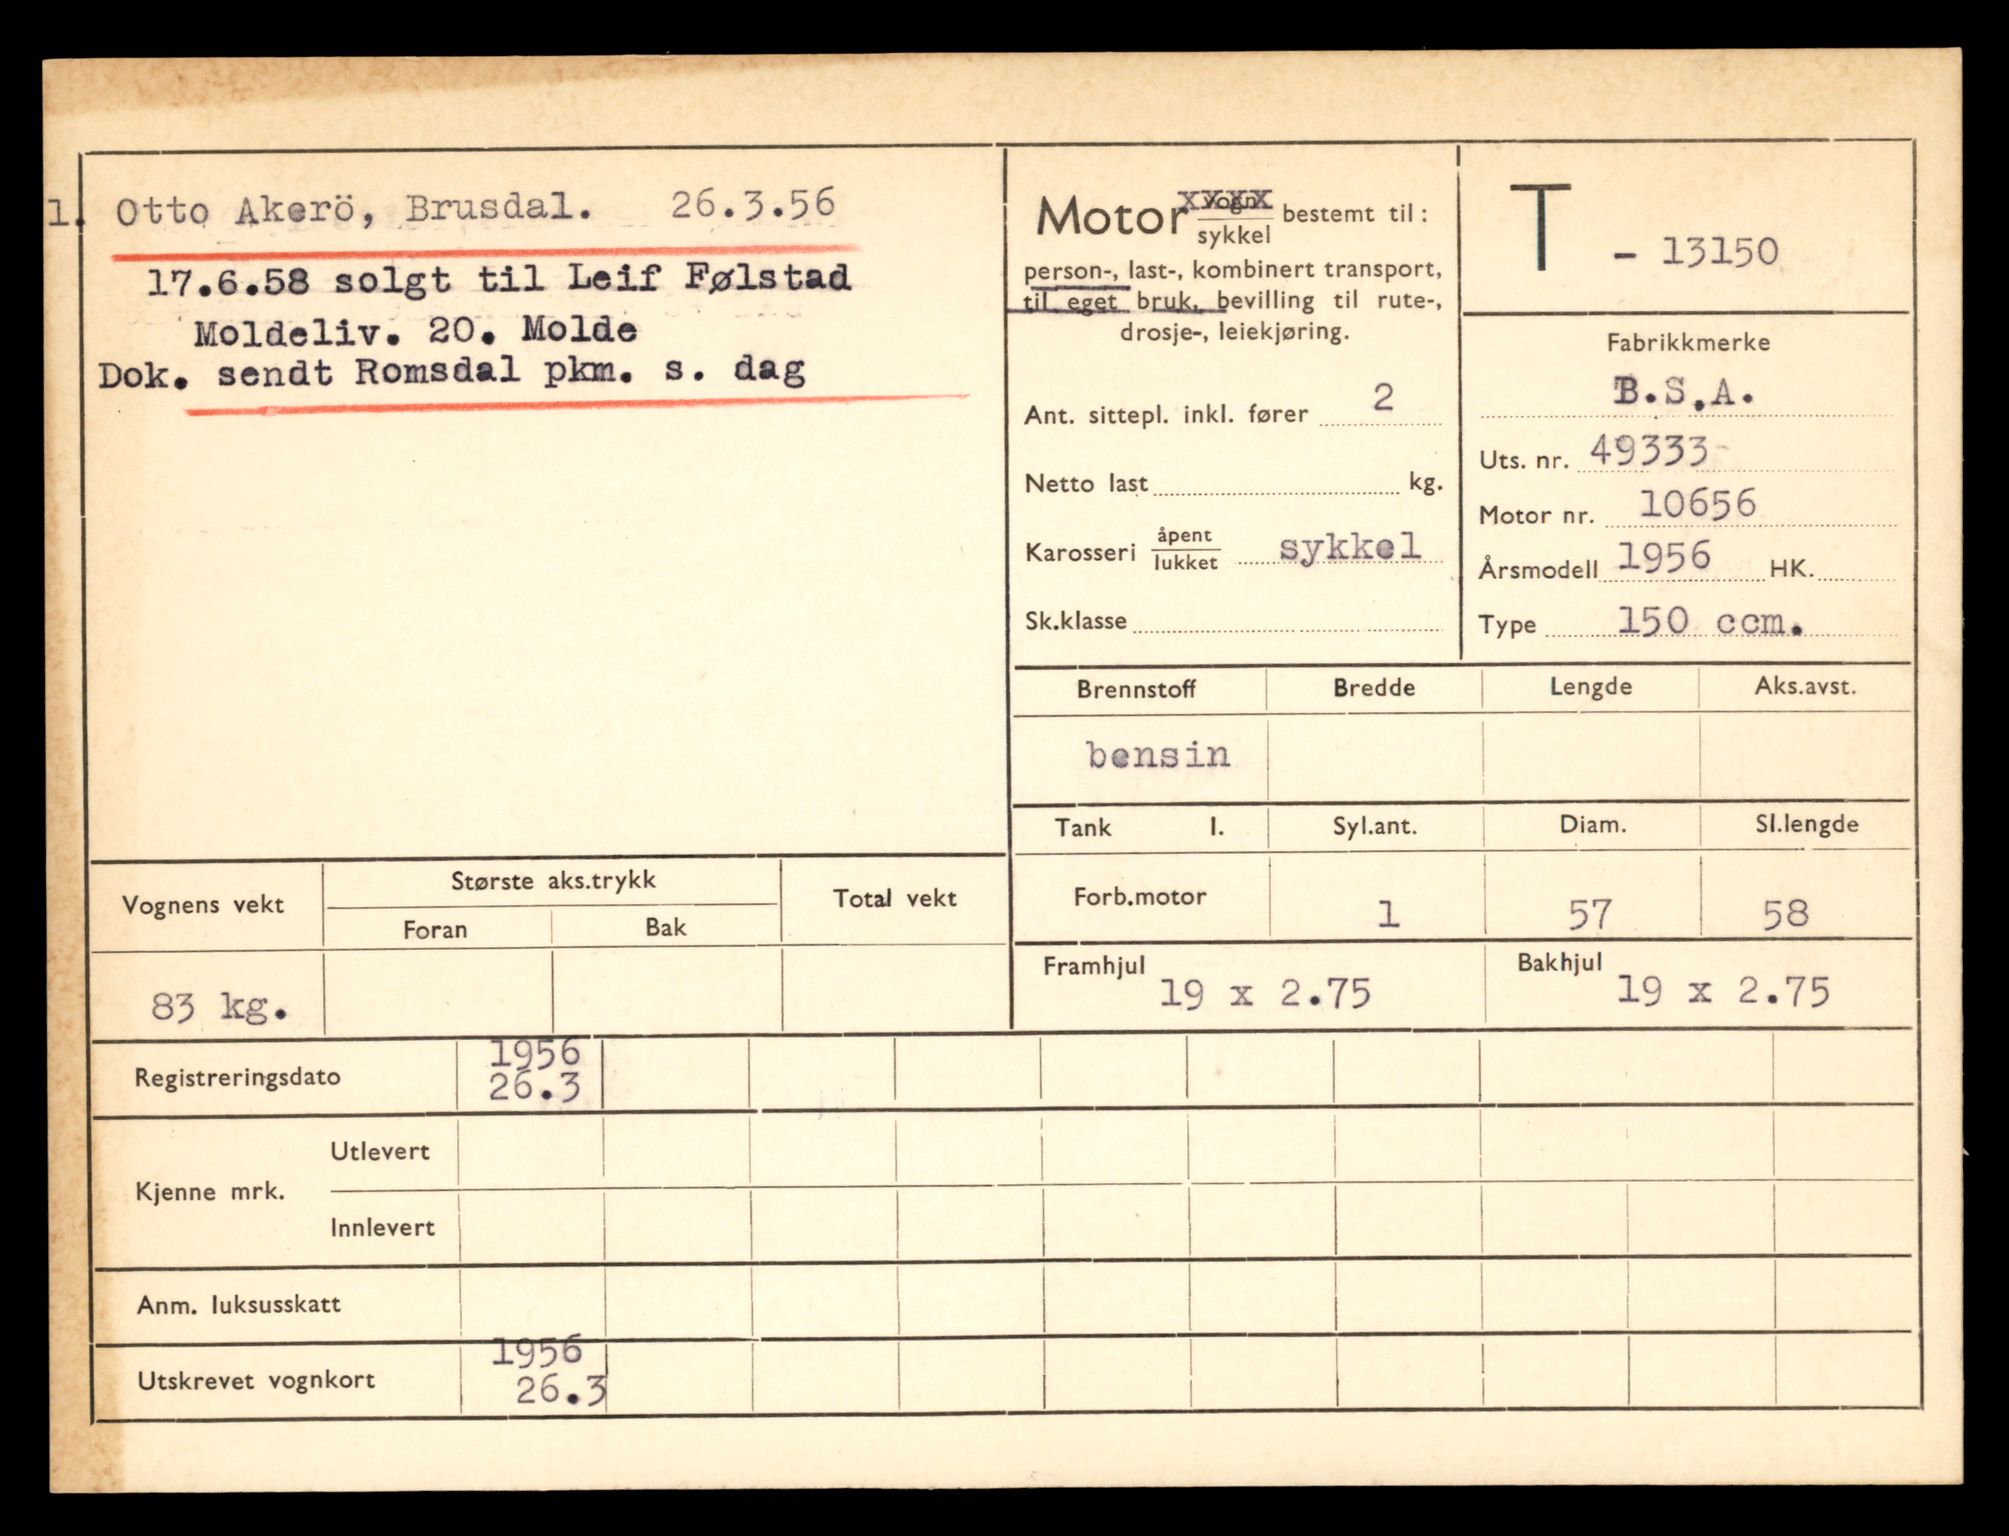 1. Otto Akerö, Brusdal. 26.3.56
17.6.58 solgt til Leif Følstad
Moldeliv. 20. Molde
Dok. sendt Romsdal pkm. s. dag
Motor vogn/sykkel bestemt til:
person-, last-, kombinert transport,
til eget bruk, bevilling til rute-,
drosje-, leiekjøring.
Ant. sittepl. inkl. fører 2
Netto last kg.
Karosseri åpent/lukket sykkel
Sk.klasse
T - 13150
Fabrikkmerke
B.S.A.
Uts. nr. 49333
Motor nr. 10656
Årsmodell 1956 HK.
Type 150 ccm.
Brennstoff Bredde Lengde Aks.avst.
bensin
Tank l. Syl.ant. Diam. Sl.lengde
Forb.motor 1 57 58
Framhjul 19 x 2.75 Bakhjul 19 x 2.75
Vognens vekt Største aks.trykk Total vekt
Foran Bak
83 kg.
Registreringsdato 1956
26.3
Kjenne mrk. Utlevert
Innlevert
Anm. luksusskatt
Utskrevet vognkort 1956
26.3